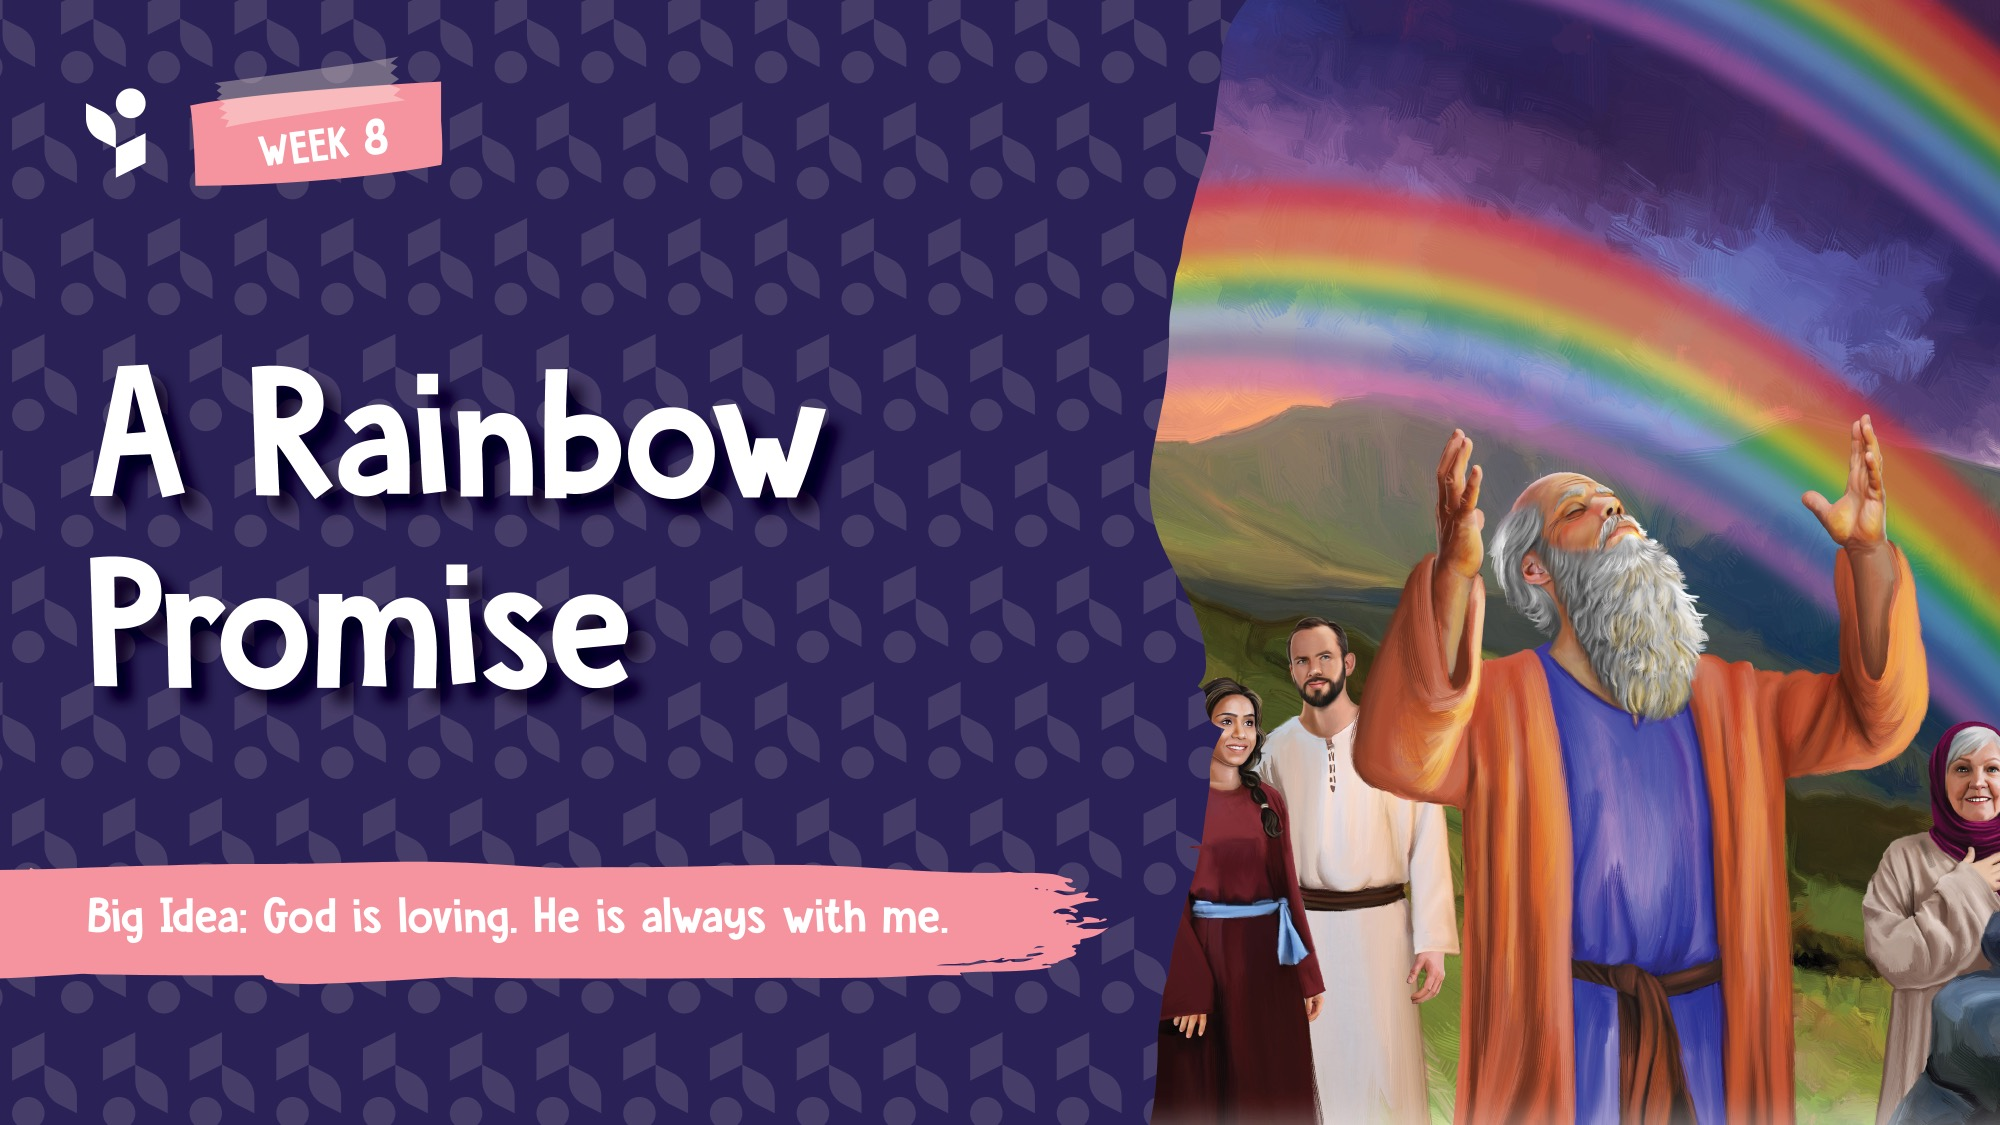 WEEK 8
A Rainbow
Promise
Big Idea: God is loving. He is always with me.